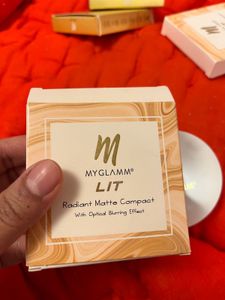 M
MYGLAMM®
LIT
Radiant Matte Compact
With Optical Blurring Effect